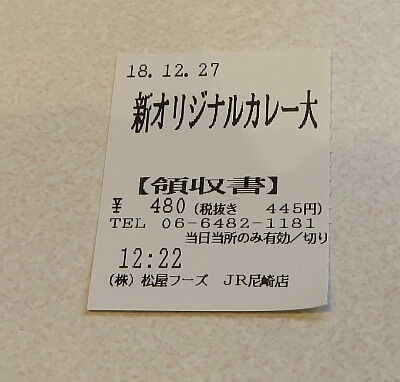 18.12.27
新オリジナルカレー大
【領収書】
¥ 480 (税抜き 445円)
TEL 06-6482-1181
当日当所のみ有効/切り
12:22
(株) 松屋フーズ JR尼崎店